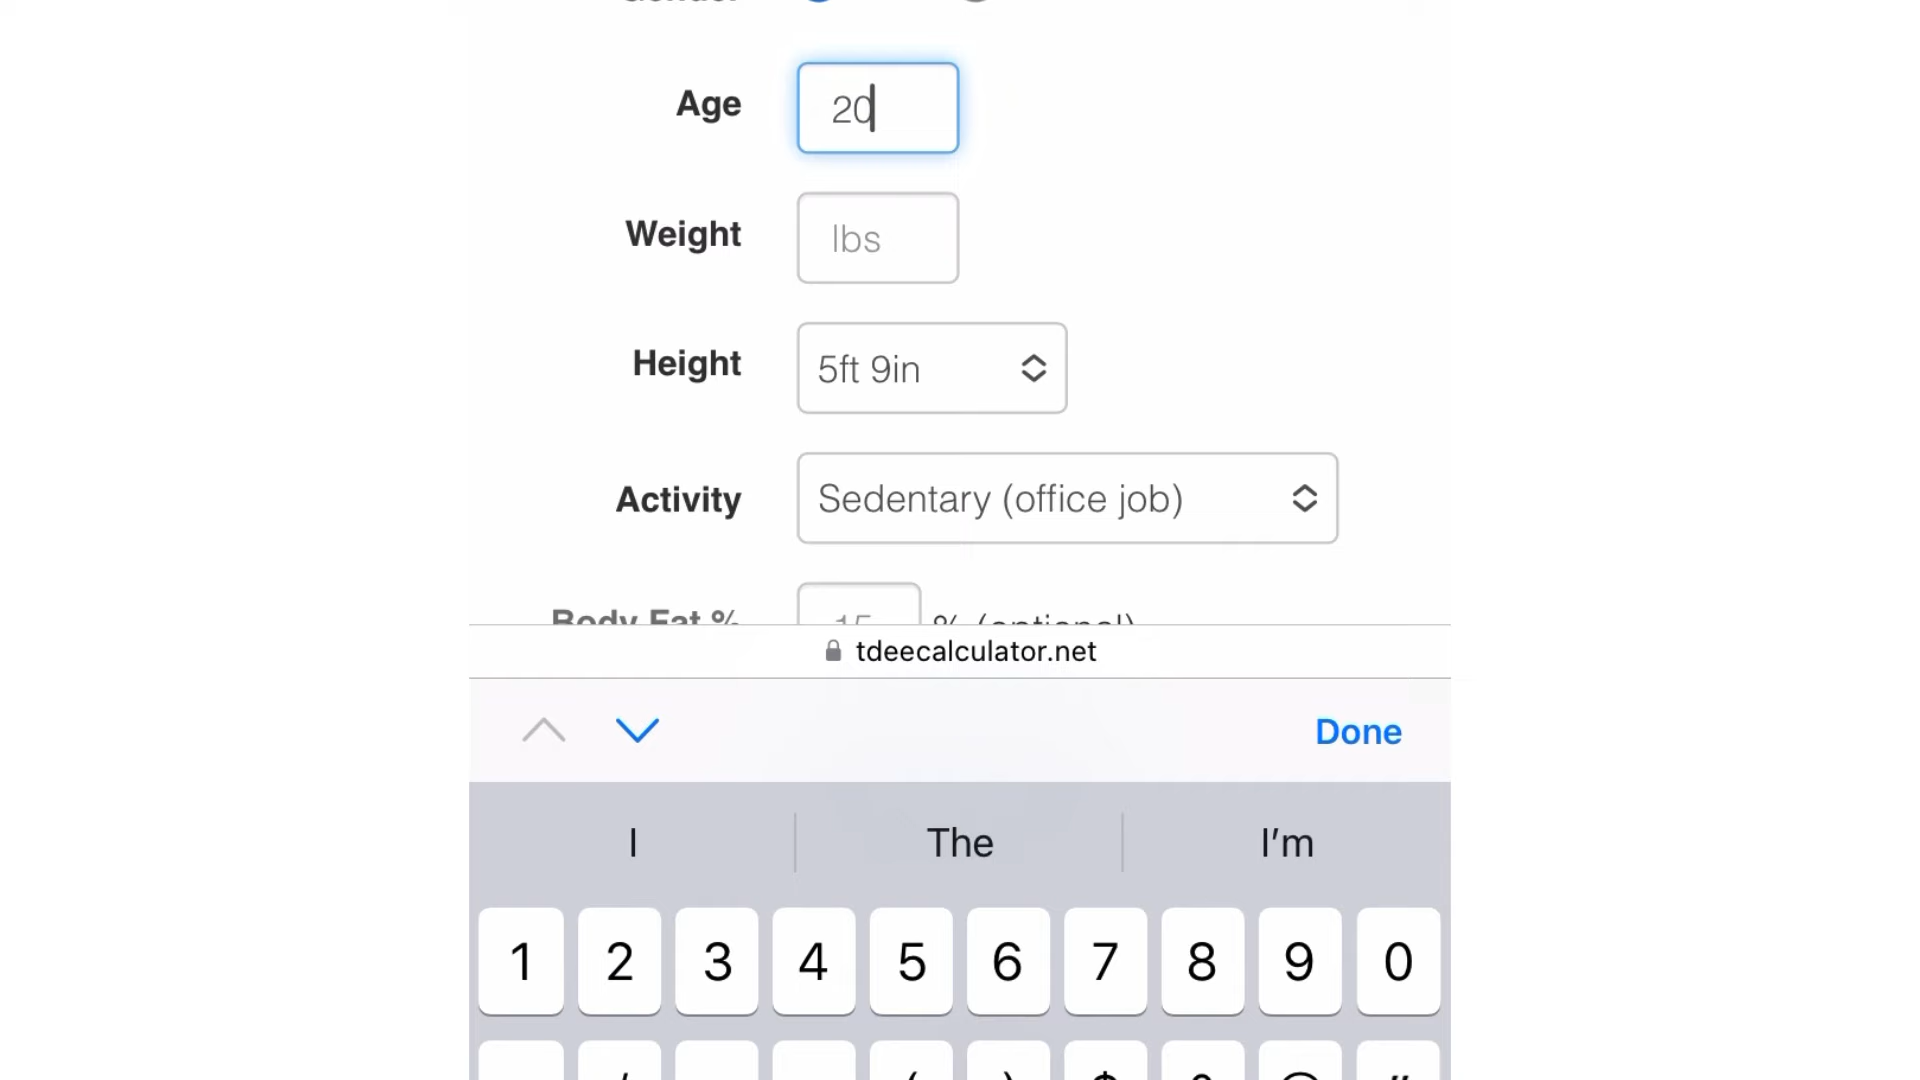 Age 20
Weight lbs
Height 5ft 9in
Activity Sedentary (office job)
Body Fat % 15 % (optional)
tdeecalculator.net
Done
I The I'm
1 2 3 4 5 6 7 8 9 0